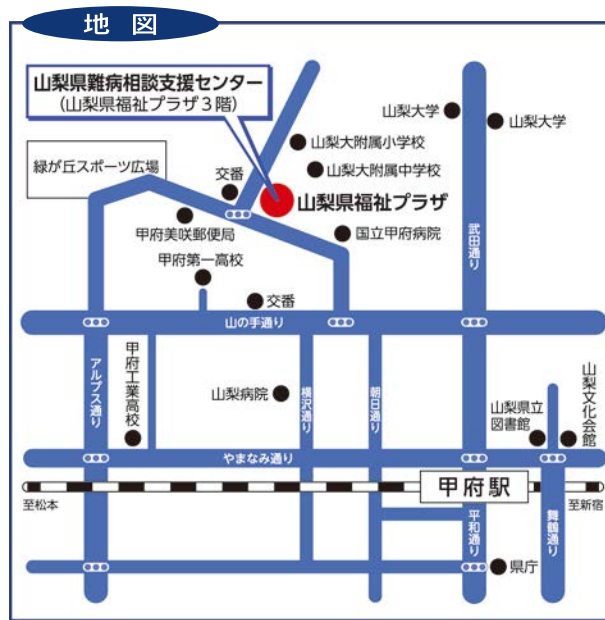 地図
山梨県難病相談支援センター
(山梨県福祉プラザ3階)
山梨大学
山梨大学
山梨大附属小学校
山梨大附属中学校
緑が丘スポーツ広場
交番
山梨県福祉プラザ
甲府美咲郵便局
国立甲府病院
武田通り
甲府第一高校
交番
山の手通り
アルプス通り
甲府工業高校
山梨病院
横沢通り
朝日通り
山梨県立
図書館
山梨文化会館
やまなみ通り
甲府駅
至松本
至新宿
平和通り
舞鶴通り
県庁